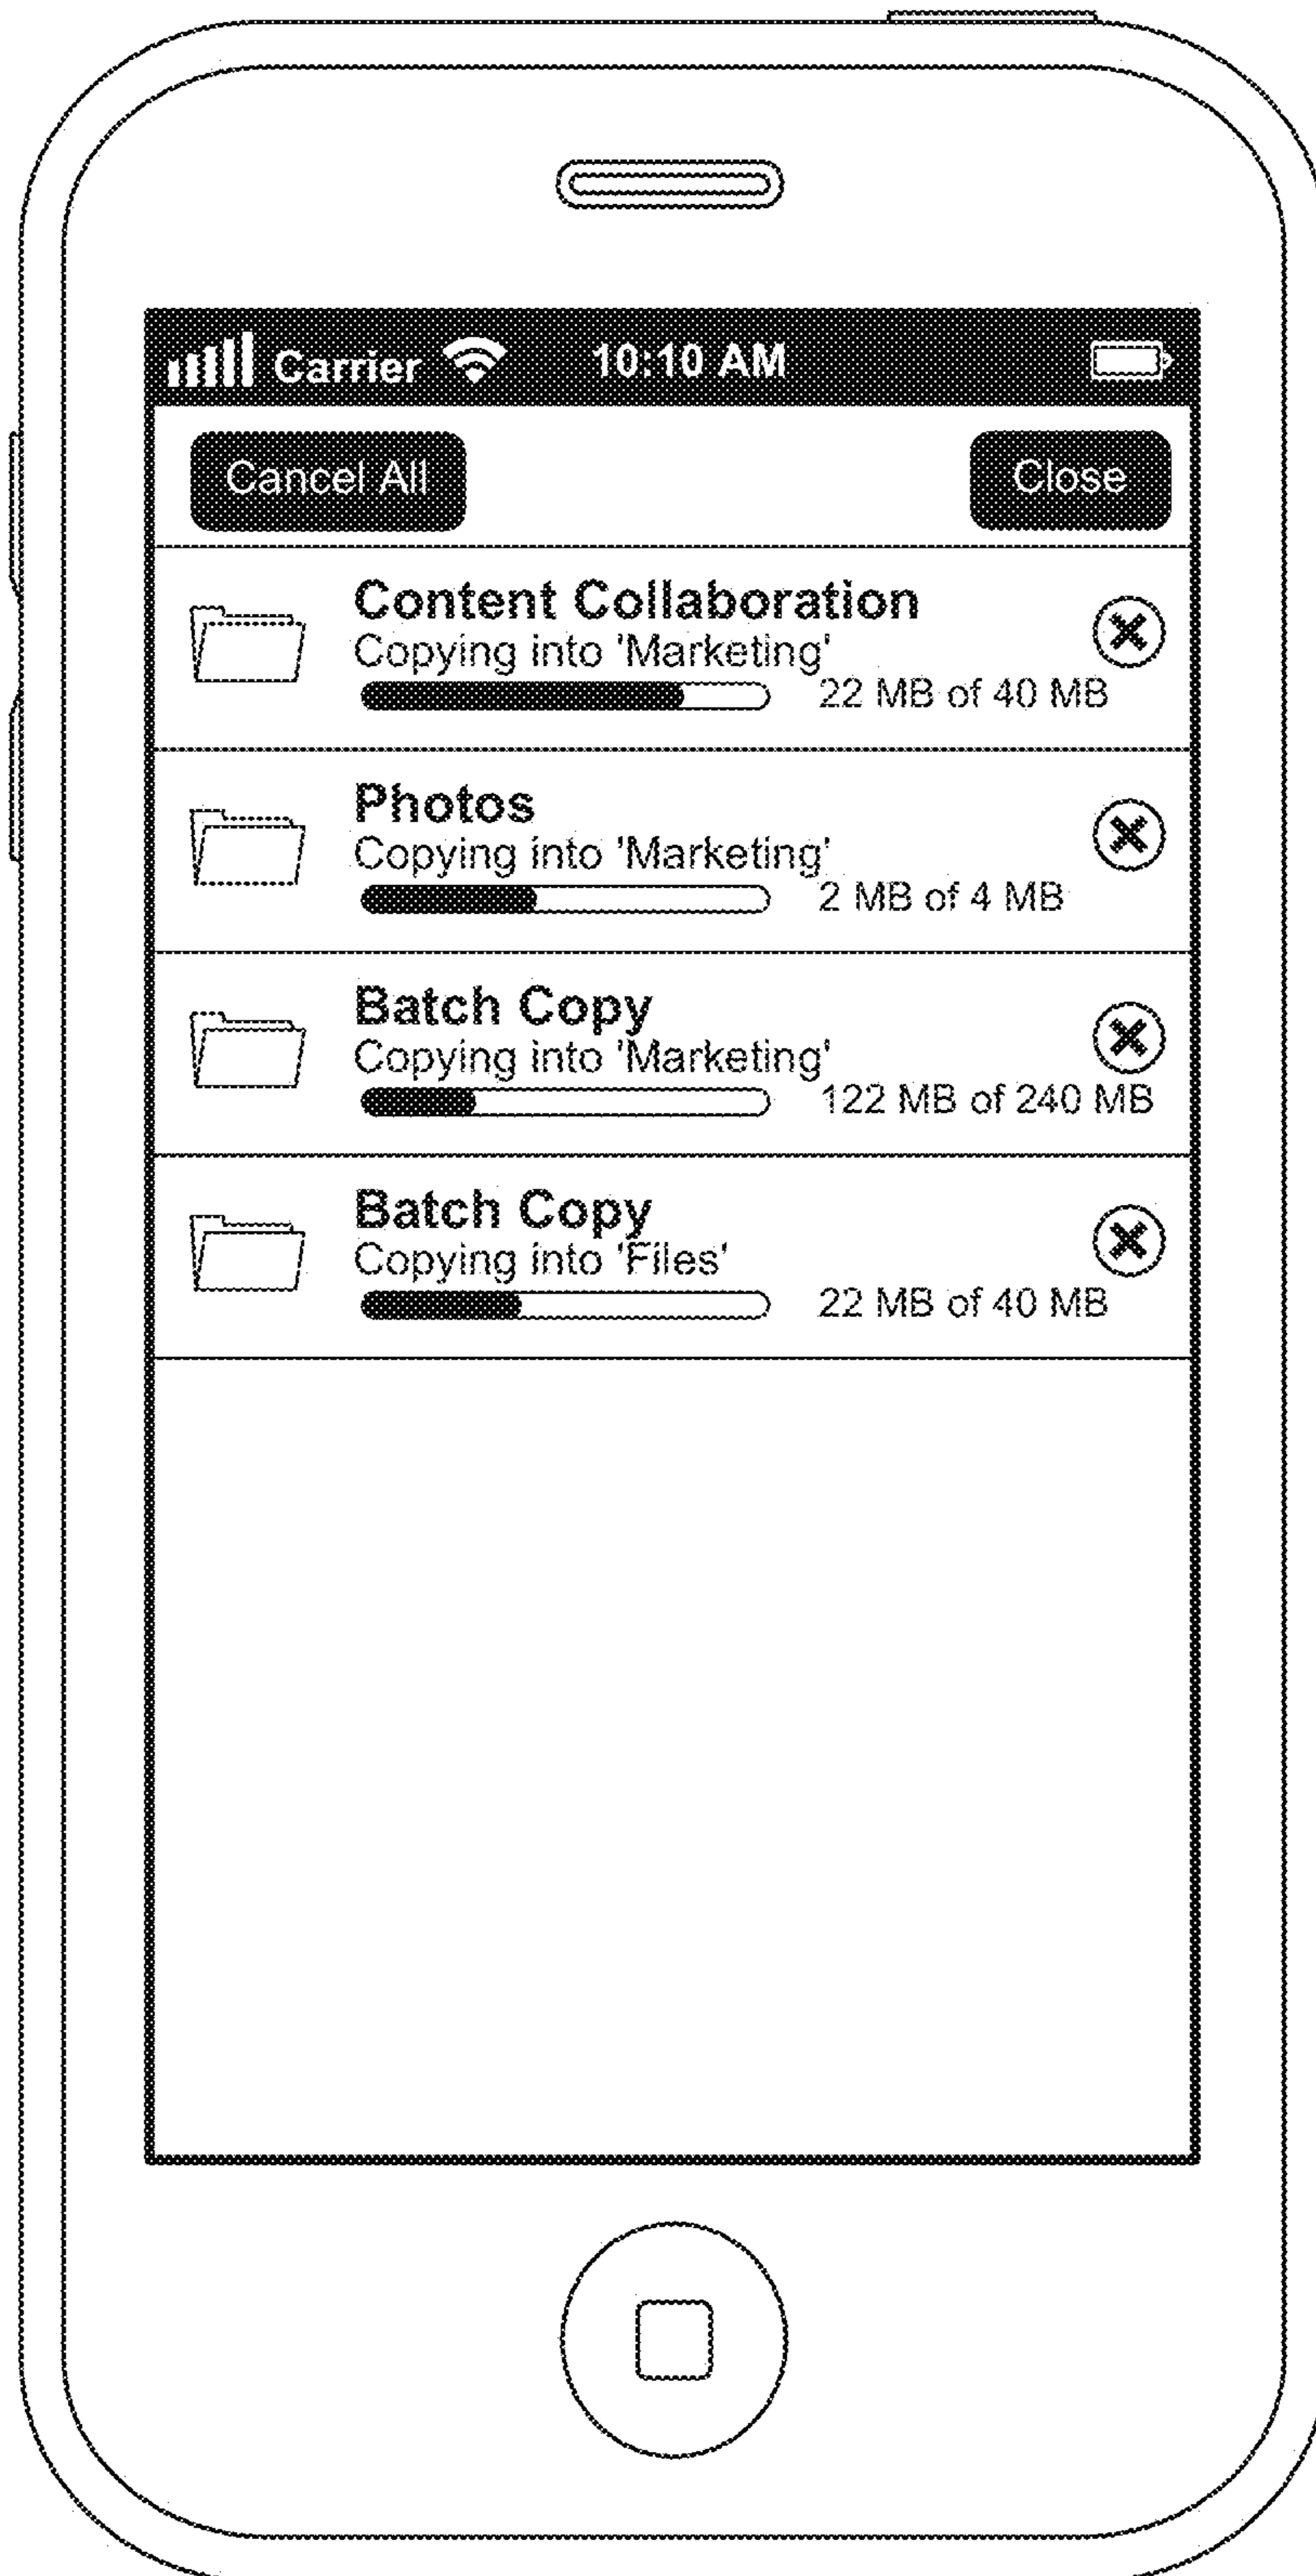 Carrier 10:10 AM
Cancel All Close
Content Collaboration
Copying into 'Marketing'
22 MB of 40 MB
Photos
Copying into 'Marketing'
2 MB of 4 MB
Batch Copy
Copying into 'Marketing'
122 MB of 240 MB
Batch Copy
Copying into 'Files'
22 MB of 40 MB